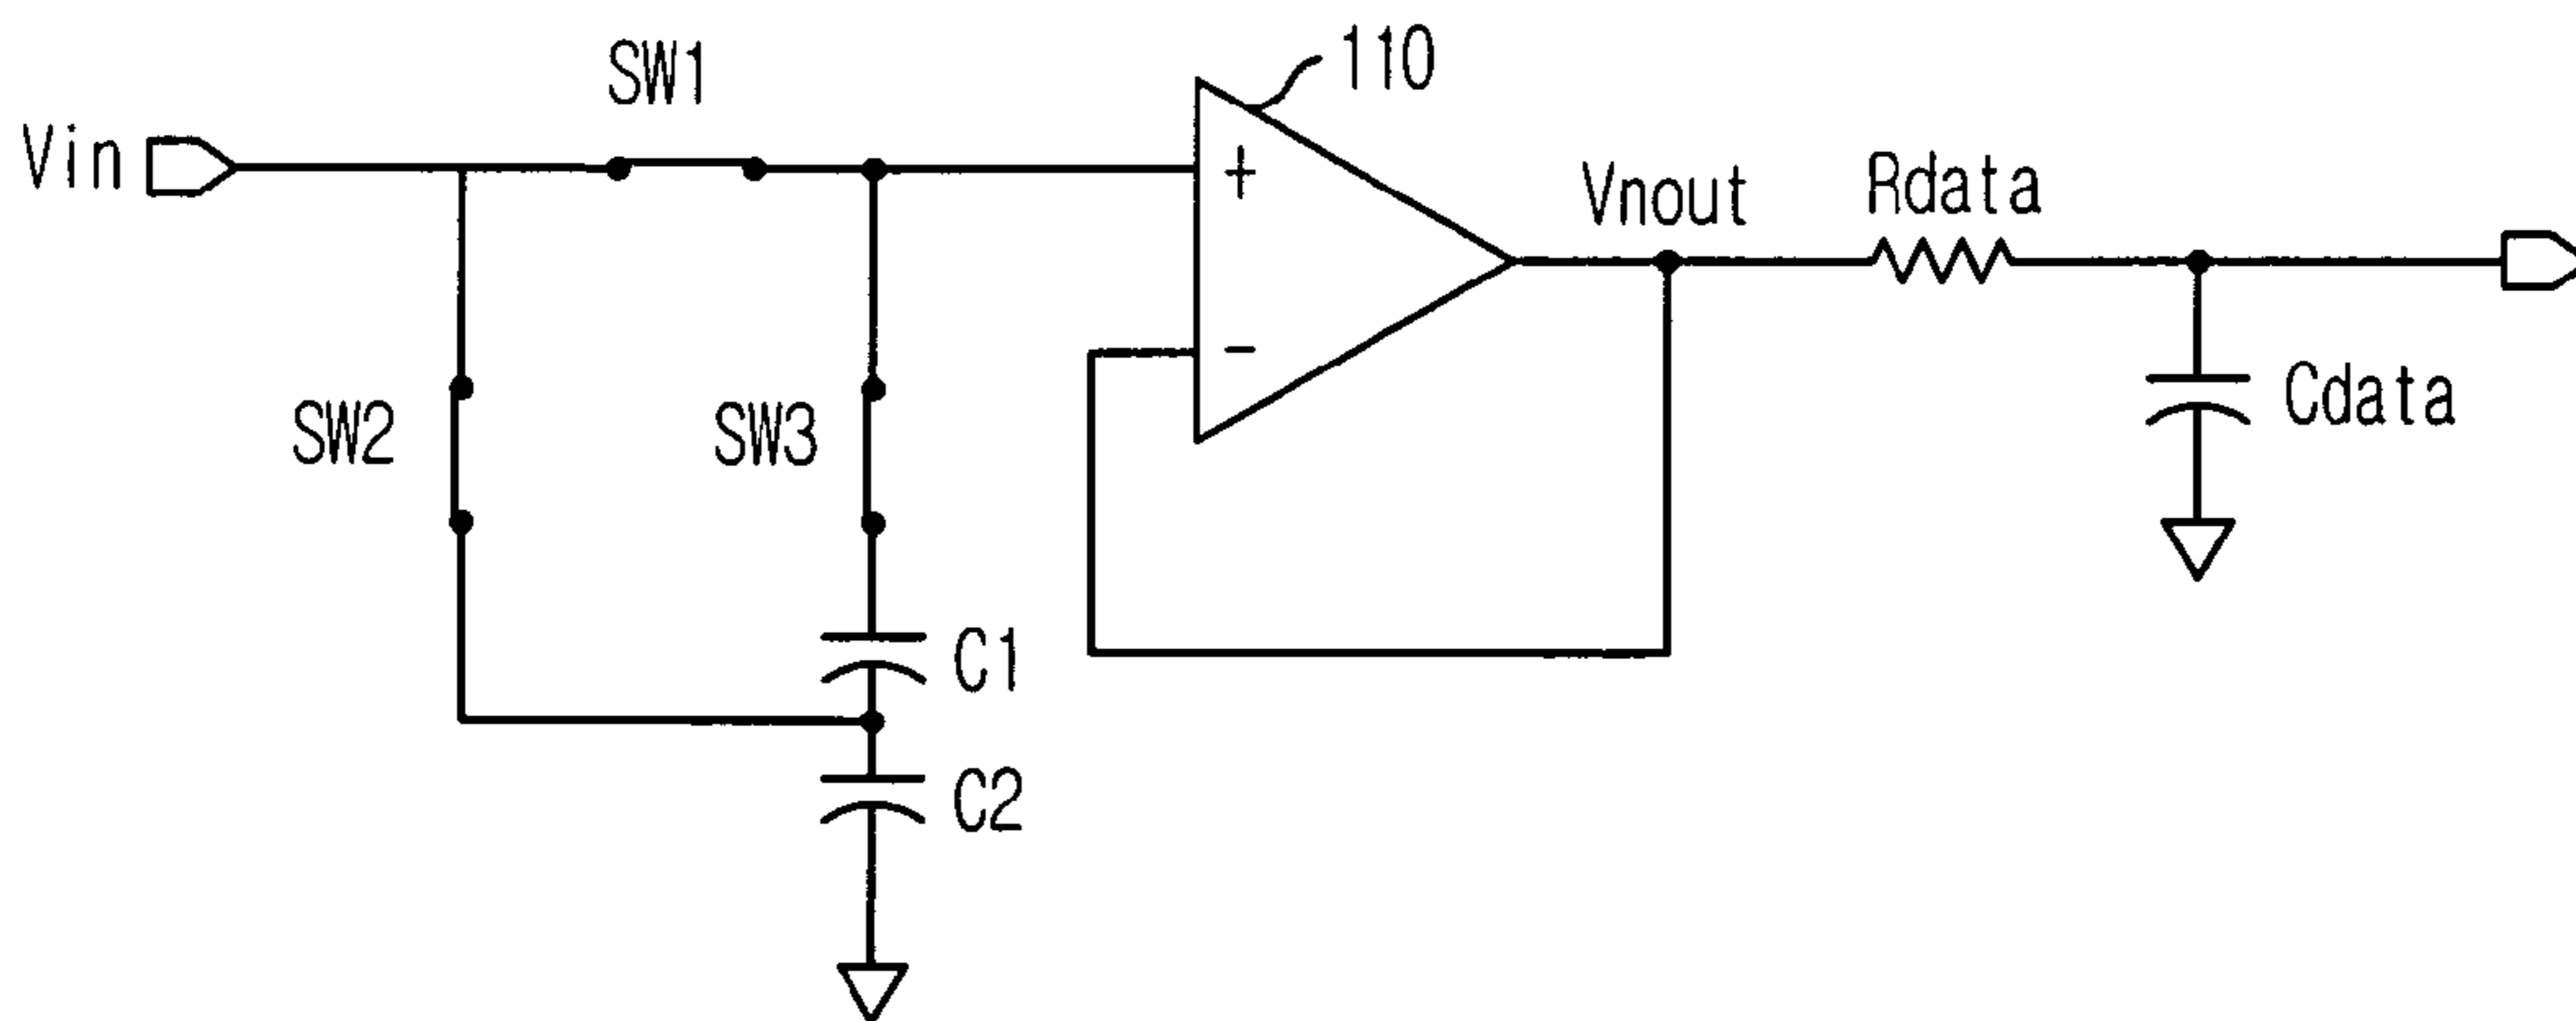 SW1
110
Vin
+
Vnout
Rdata
-
SW2
SW3
Cdata
C1
C2